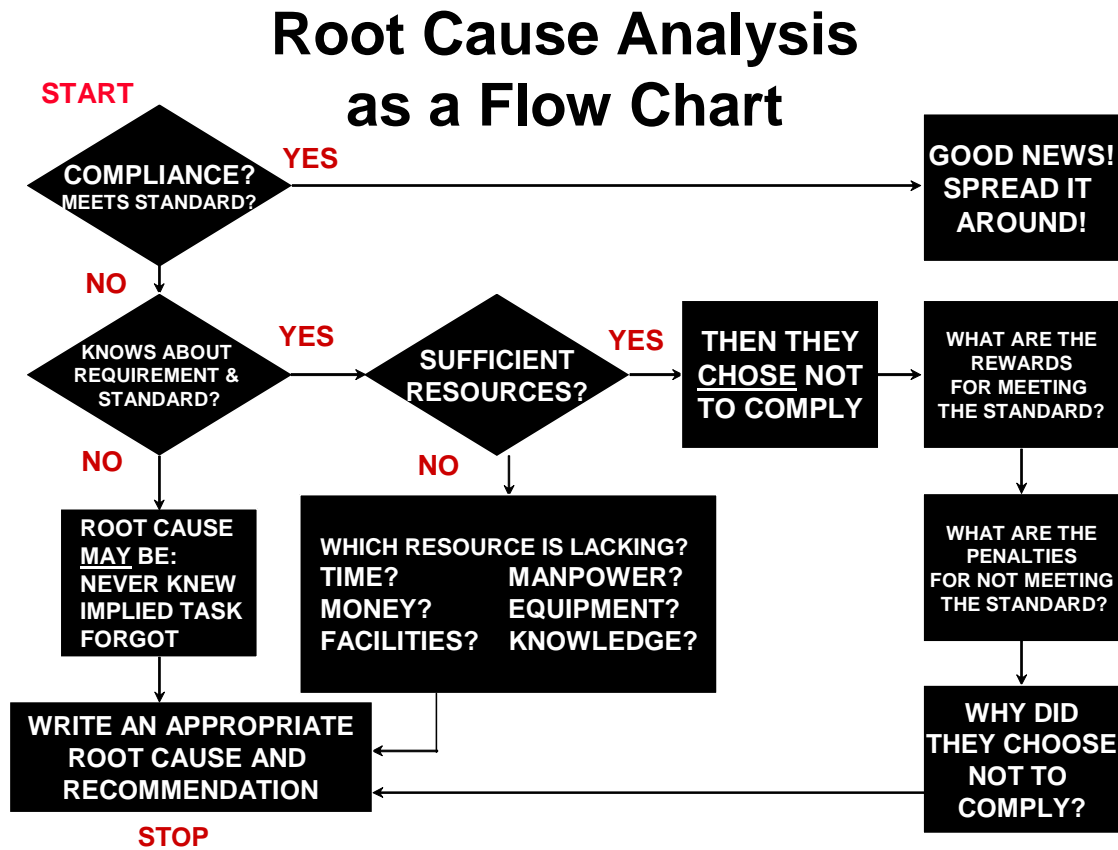 Root Cause Analysis
as a Flow Chart
START
COMPLIANCE?
MEETS STANDARD?
YES
GOOD NEWS!
SPREAD IT
AROUND!
NO
KNOWS ABOUT
REQUIREMENT &
STANDARD?
YES
SUFFICIENT
RESOURCES?
YES
THEN THEY
CHOSE NOT
TO COMPLY
WHAT ARE THE
REWARDS
FOR MEETING
THE STANDARD?
NO
ROOT CAUSE
MAY BE:
NEVER KNEW
IMPLIED TASK
FORGOT
NO
WHICH RESOURCE IS LACKING?
TIME? MANPOWER?
MONEY? EQUIPMENT?
FACILITIES? KNOWLEDGE?
WHAT ARE THE
PENALTIES
FOR NOT MEETING
THE STANDARD?
WRITE AN APPROPRIATE
ROOT CAUSE AND
RECOMMENDATION
WHY DID
THEY CHOOSE
NOT TO
COMPLY?
STOP